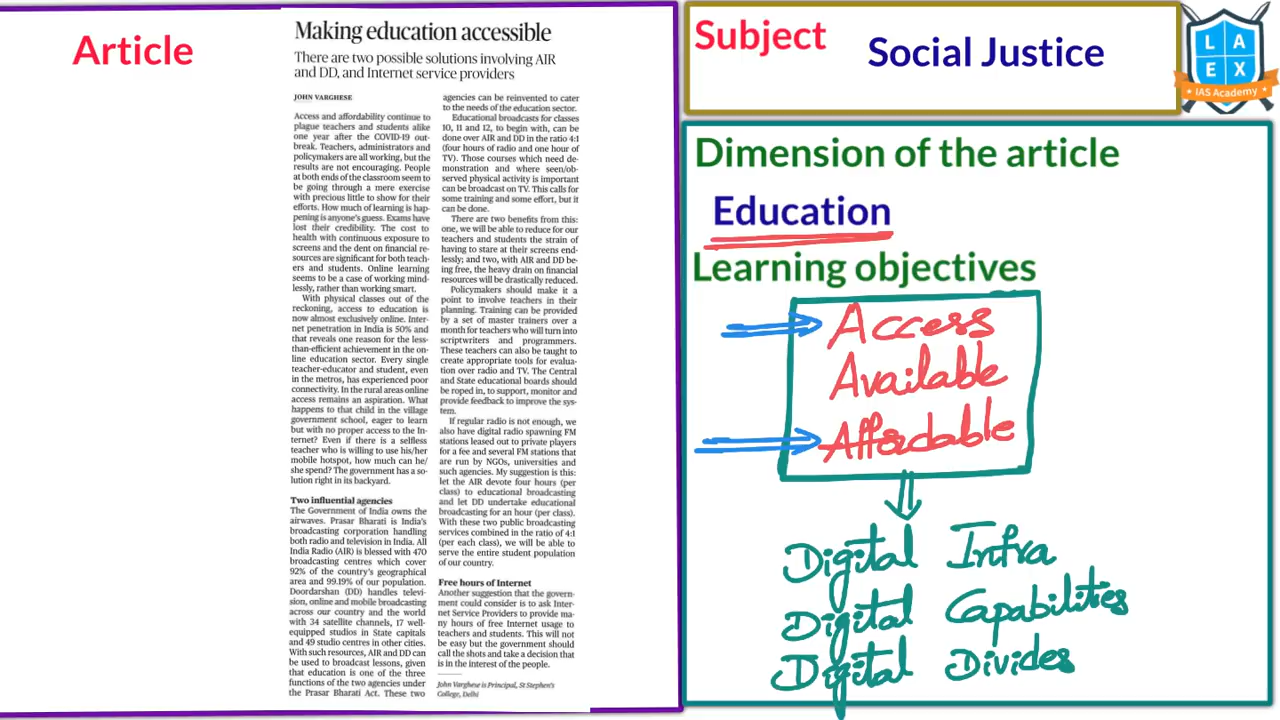 Article
Making education accessible
There are two possible solutions involving AIR
and DD, and Internet service providers
JOHN VARGHESE
Access and affordability continue to
plague teachers and students alike
one year after the COVID-19 out-
break. Teachers, administrators and
policymakers are all working, but the
results are not encouraging. People
at both ends of the classroom seem to
be going through a mere exercise
with precious little to show for their
efforts. How much of learning is hap-
pening is anyone's guess. Exams have
lost their credibility. The cost to
health with continuous exposure to
screens and the dent on financial re-
sources are significant for both teach-
ers and students. Online learning
seems to be a case of working mind-
lessly, rather than working smart.
With physical classes out of the
reckoning, access to education is
now almost exclusively online. Inter-
net penetration in India is 50% and
that reveals one reason for the less-
than-efficient achievement in the on-
line education sector. Every single
teacher-educator and student, even
in the metros, has experienced poor
connectivity. In the rural areas online
access remains an aspiration. What
happens to that child in the village
government school, eager to learn
but with no proper access to the In-
ternet? Even if there is a selfless
teacher who is willing to use his/her
mobile hotspot, how much can he/
she spend? The government has a so-
lution right in its backyard.
Two influential agencies
The Government of India owns the
airwaves. Prasar Bharati is India's
broadcasting corporation handling
both radio and television in India. All
India Radio (AIR) is blessed with 470
broadcasting centres which cover
92% of the country's geographical
area and 99.19% of our population.
Doordarshan (DD) handles televi-
sion, online and mobile broadcasting
across our country and the world
with 34 satellite channels, 17 well-
equipped studios in State capitals
and 49 studio centres in other cities.
With such resources, AIR and DD can
be used to broadcast lessons, given
that education is one of the three
functions of the two agencies under
the Prasar Bharati Act. These two
agencies can be reinvented to cater
to the needs of the education sector.
Educational broadcasts for classes
10, 11 and 12, to begin with, can be
done over AIR and DD in the ratio 4:1
(four hours of radio and one hour of
TV). Those courses which need de-
monstration and where seen/ob-
served physical activity is important
can be broadcast on TV. This calls for
some training and some effort, but it
can be done.
There are two benefits from this:
one, we will be able to reduce for our
teachers and students the strain of
having to stare at their screens end-
lessly; and two, with AIR and DD be-
ing free, the heavy drain on financial
resources will be drastically reduced.
Policymakers should make it a
point to involve teachers in their
planning. Training can be provided
by a set of master trainers over a
month for teachers who will turn into
scriptwriters and programmers.
These teachers can also be taught to
create appropriate tools for evalua-
tion over radio and TV. The Central
and State educational boards should
be roped in, to support, monitor and
provide feedback to improve the sys-
tem.
If regular radio is not enough, we
also have digital radio spawning FM
stations leased out to private players
for a fee and several FM stations that
are run by NGOs, universities and
such agencies. My suggestion is this:
let the AIR devote four hours (per
class) to educational broadcasting
and let DD undertake educational
broadcasting for an hour (per class).
With these two public broadcasting
services combined in the ratio of 4:1
(per each class), we will be able to
serve the entire student population
of our country.
Free hours of Internet
Another suggestion that the govern-
ment could consider is to ask Inter-
net Service Providers to provide ma-
ny hours of free Internet usage to
teachers and students. This will not
be easy but the government should
call the shots and take a decision that
is in the interest of the people.
John Varghese is Principal, St Stephen's
College, Delhi
Subject
Social Justice
L A
E X
IAS Academy
Dimension of the article
Education
Learning objectives
Access
Available
Affordable
Digital Infra
Digital Capabilities
Digital Divides